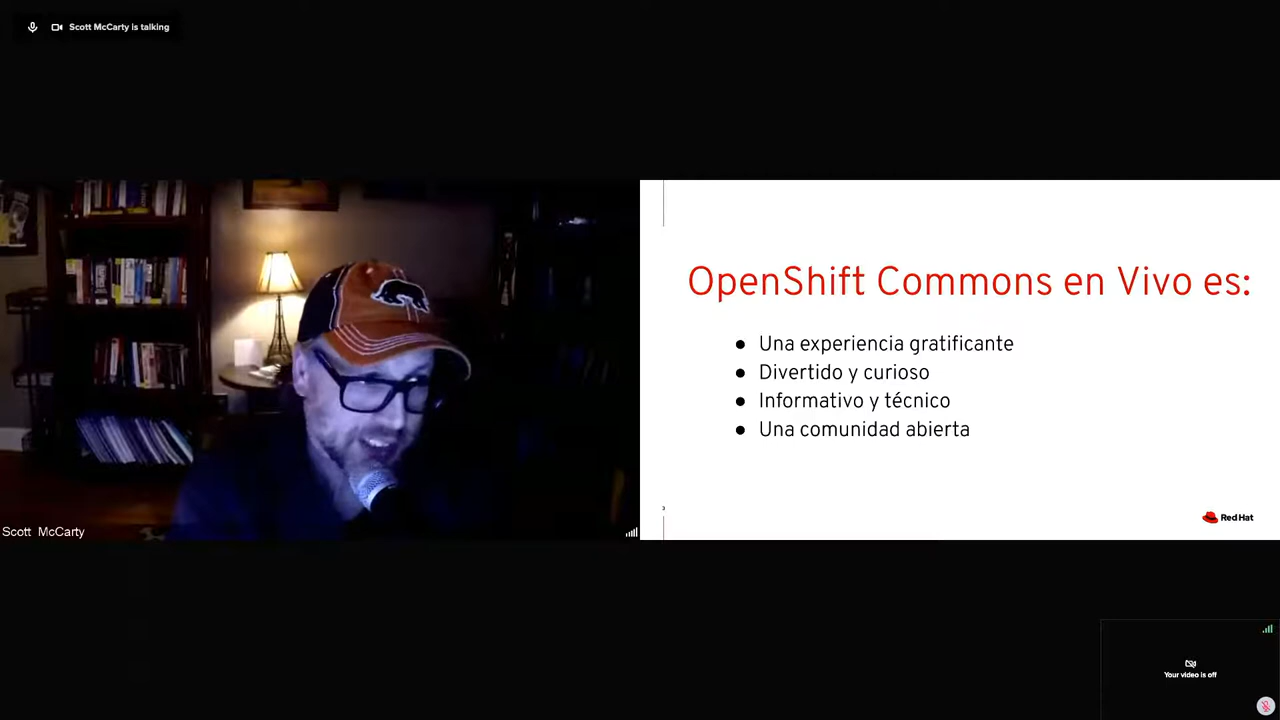 Scott McCarty is talking
OpenShift Commons en Vivo es:
● Una experiencia gratificante
● Divertido y curioso
● Informativo y técnico
● Una comunidad abierta
3
Red Hat
Scott McCarty
Your video is off